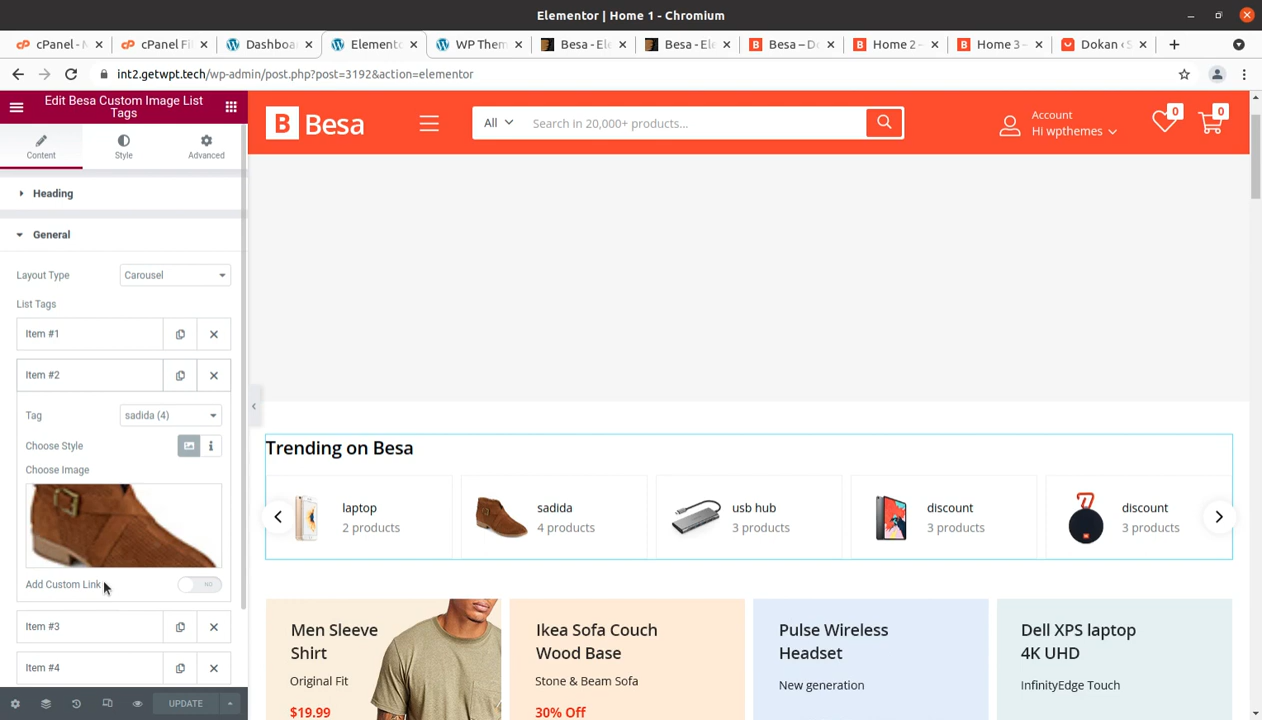 Elementor | Home 1 - Chromium
cPanel - M
cPanel Fi
Dashboa
Elemento
WP Them
Besa - Ele
Besa - Ele
Besa – D
Home 2 –
Home 3 –
Dokan ‹ S
int2.getwpt.tech/wp-admin/post.php?post=3192&action=elementor
Edit Besa Custom Image List
Tags
Content
Style
Advanced
Heading
General
Layout Type
Carousel
List Tags
Item #1
Item #2
Tag
sadida (4)
Choose Style
Choose Image
Add Custom Link
NO
Item #3
Item #4
UPDATE
B Besa
All
Search in 20,000+ products...
Account
Hi wpthemes
0
0
Trending on Besa
laptop
2 products
sadida
4 products
usb hub
3 products
discount
3 products
discount
3 products
Men Sleeve
Shirt
Original Fit
$19.99
Ikea Sofa Couch
Wood Base
Stone & Beam Sofa
30% Off
Pulse Wireless
Headset
New generation
Dell XPS laptop
4K UHD
InfinityEdge Touch